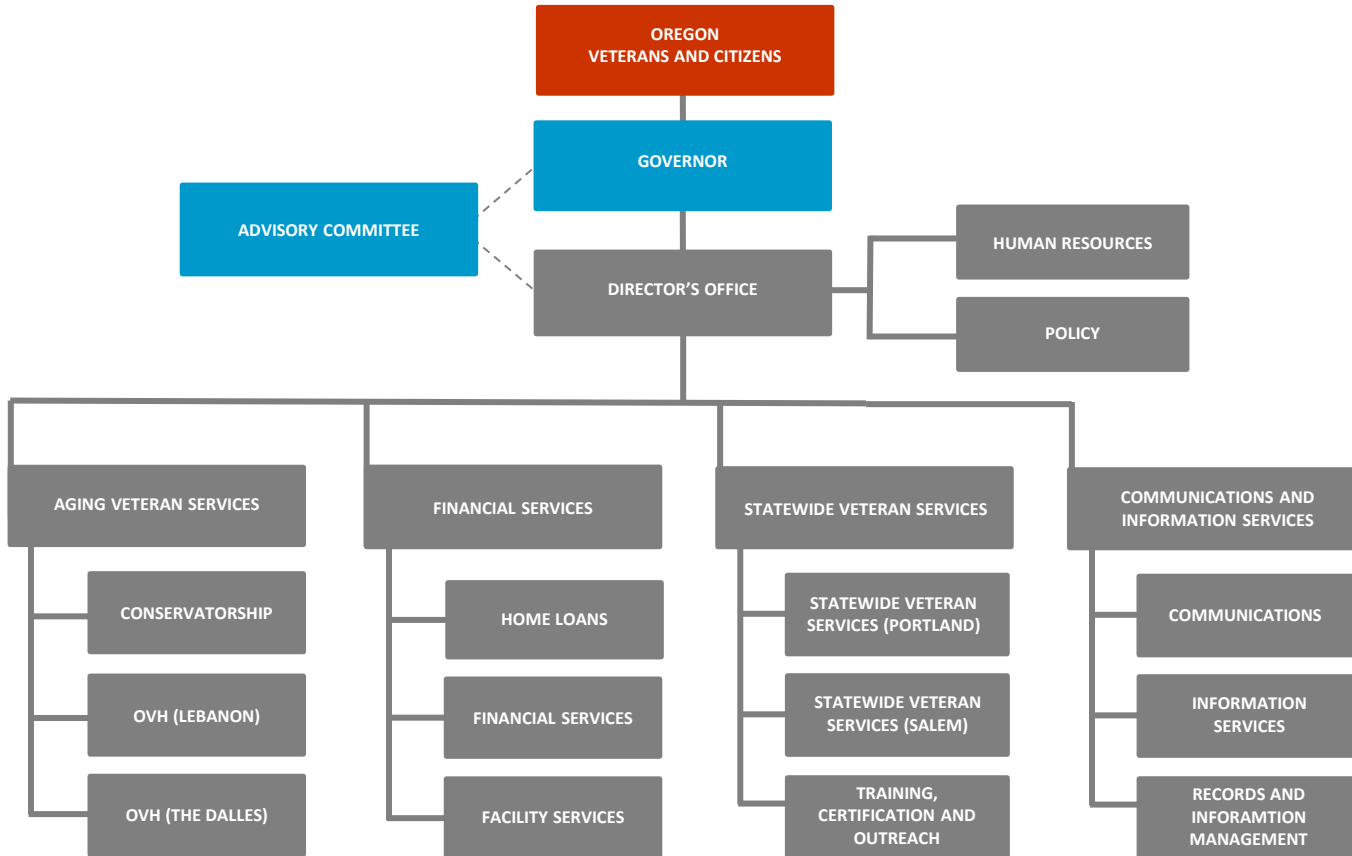 OREGON
VETERANS AND CITIZENS
GOVERNOR
ADVISORY COMMITTEE
HUMAN RESOURCES
DIRECTOR’S OFFICE
POLICY
AGING VETERAN SERVICES
FINANCIAL SERVICES
STATEWIDE VETERAN SERVICES
COMMUNICATIONS AND
INFORMATION SERVICES
CONSERVATORSHIP
OVH (LEBANON)
OVH (THE DALLES)
HOME LOANS
FINANCIAL SERVICES
FACILITY SERVICES
STATEWIDE VETERAN
SERVICES (PORTLAND)
STATEWIDE VETERAN
SERVICES (SALEM)
TRAINING,
CERTIFICATION AND
OUTREACH
COMMUNICATIONS
INFORMATION
SERVICES
RECORDS AND
INFORAMTION
MANAGEMENT